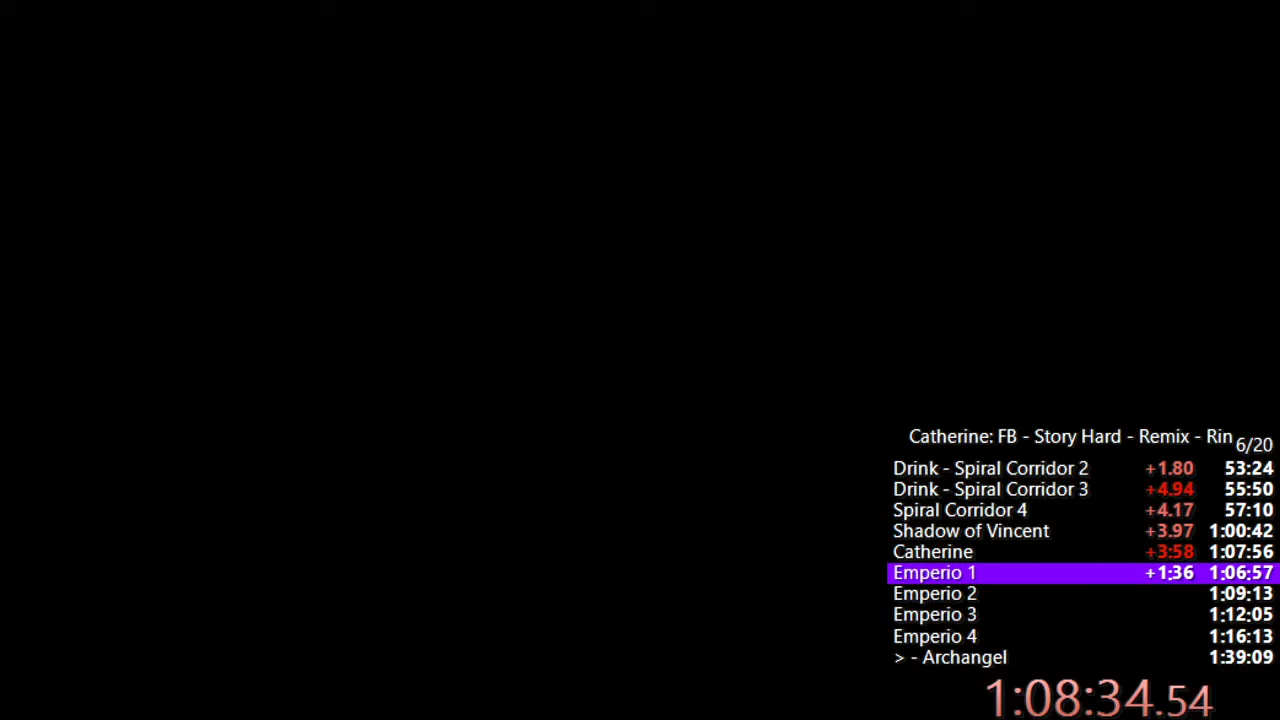 Catherine: FB - Story Hard - Remix - Rin 6/20
Drink - Spiral Corridor 2 +1.80 53:24
Drink - Spiral Corridor 3 +4.94 55:50
Spiral Corridor 4 +4.17 57:10
Shadow of Vincent +3.97 1:00:42
Catherine +3:58 1:07:56
Emperio 1 +1:36 1:06:57
Emperio 2 1:09:13
Emperio 3 1:12:05
Emperio 4 1:16:13
> - Archangel 1:39:09
1:08:34.54